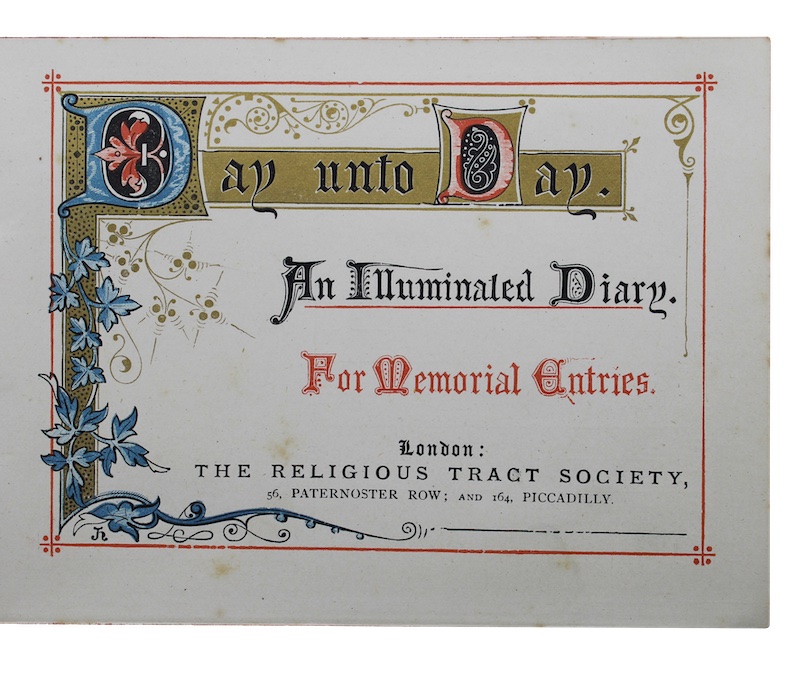 Day unto Day.
An Illuminated Diary.
For Memorial Entries.
London:
THE RELIGIOUS TRACT SOCIETY,
56, PATERNOSTER ROW; AND 164, PICCADILLY.